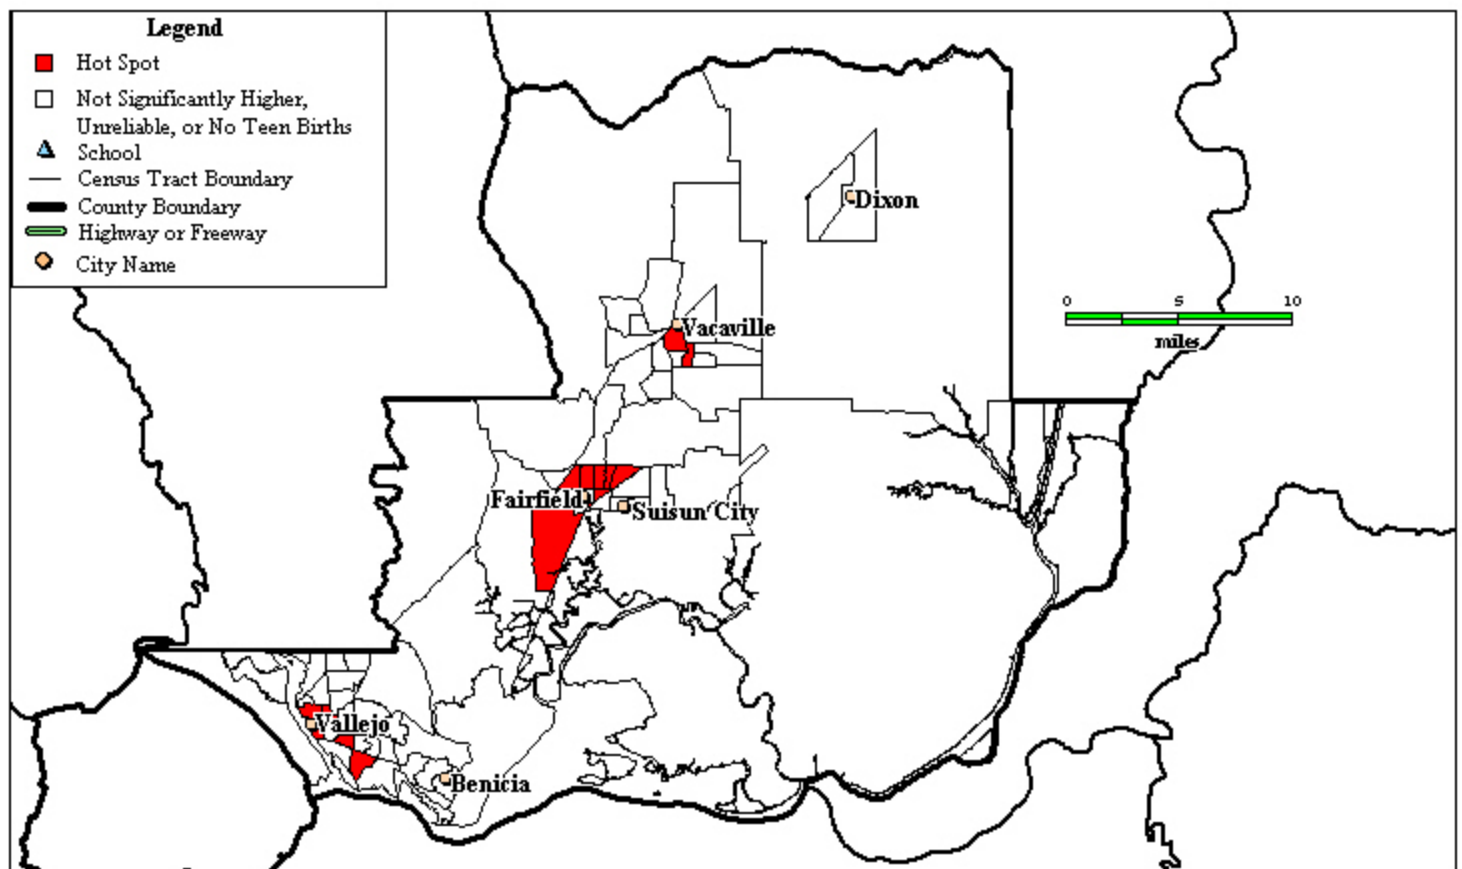 Legend
Hot Spot
Not Significantly Higher,
Unreliable, or No Teen Births
School
Census Tract Boundary
County Boundary
Highway or Freeway
City Name
Dixon
0 5 10
miles
Vacaville
Fairfield
Suisun City
Vallejo
Benicia